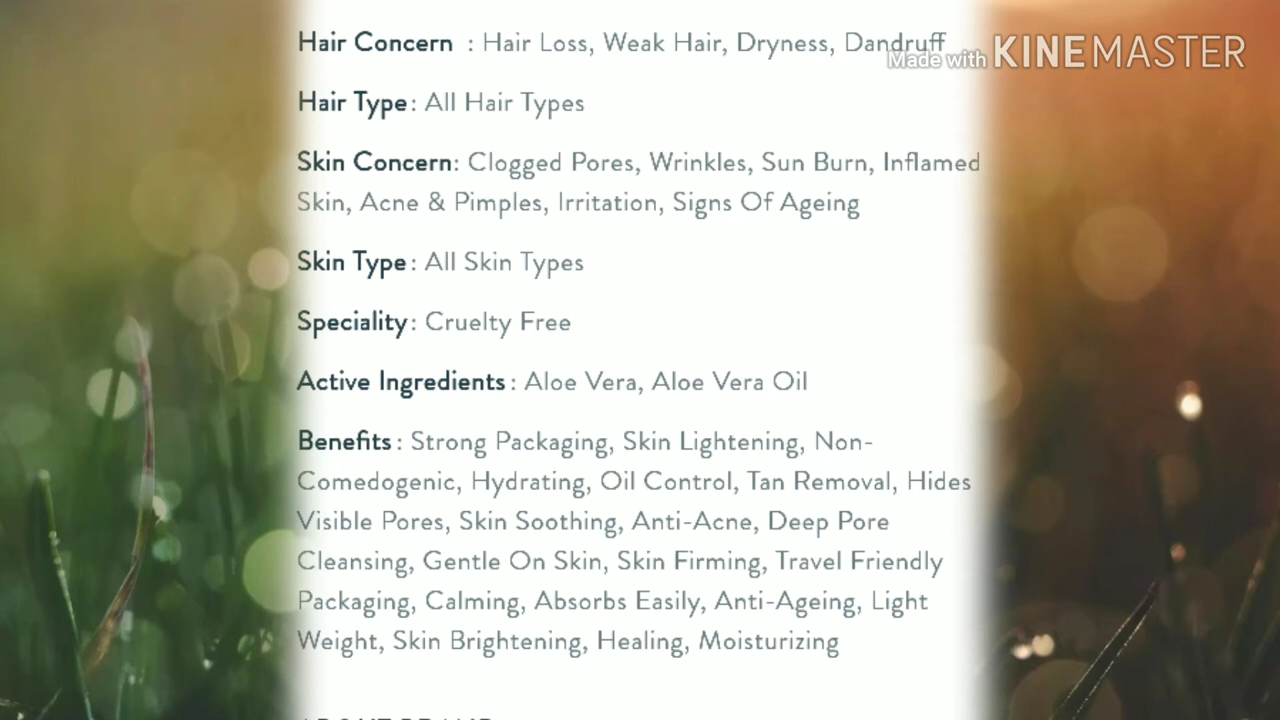 Hair Concern : Hair Loss, Weak Hair, Dryness, Dandruff
Made with KINEMASTER
Hair Type: All Hair Types
Skin Concern: Clogged Pores, Wrinkles, Sun Burn, Inflamed
Skin, Acne & Pimples, Irritation, Signs Of Ageing
Skin Type: All Skin Types
Speciality: Cruelty Free
Active Ingredients: Aloe Vera, Aloe Vera Oil
Benefits: Strong Packaging, Skin Lightening, Non-
Comedogenic, Hydrating, Oil Control, Tan Removal, Hides
Visible Pores, Skin Soothing, Anti-Acne, Deep Pore
Cleansing, Gentle On Skin, Skin Firming, Travel Friendly
Packaging, Calming, Absorbs Easily, Anti-Ageing, Light
Weight, Skin Brightening, Healing, Moisturizing